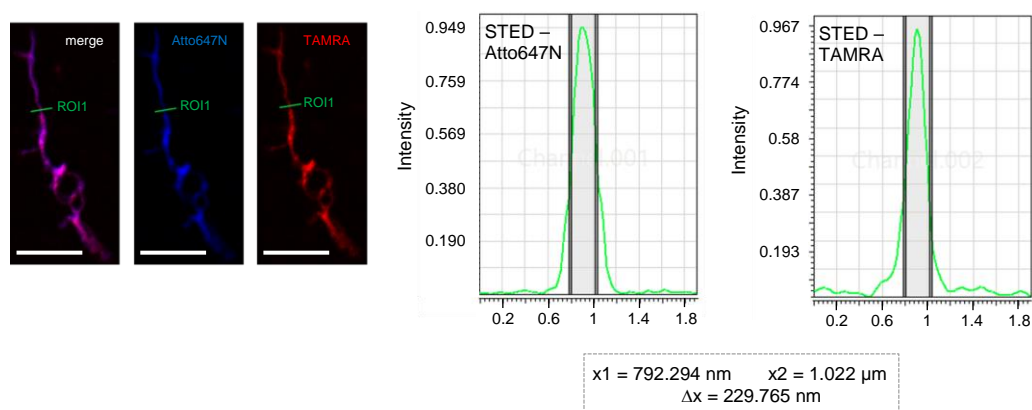 merge
Atto647N
TAMRA
ROI1
ROI1
ROI1
STED –
Atto647N
Intensity
0.949
0.759
0.569
0.380
0.190
0.2 0.6 1 1.4 1.8
STED –
TAMRA
Intensity
0.967
0.774
0.58
0.387
0.193
0.2 0.6 1 1.4 1.8
x1 = 792.294 nm x2 = 1.022 µm
∆x = 229.765 nm